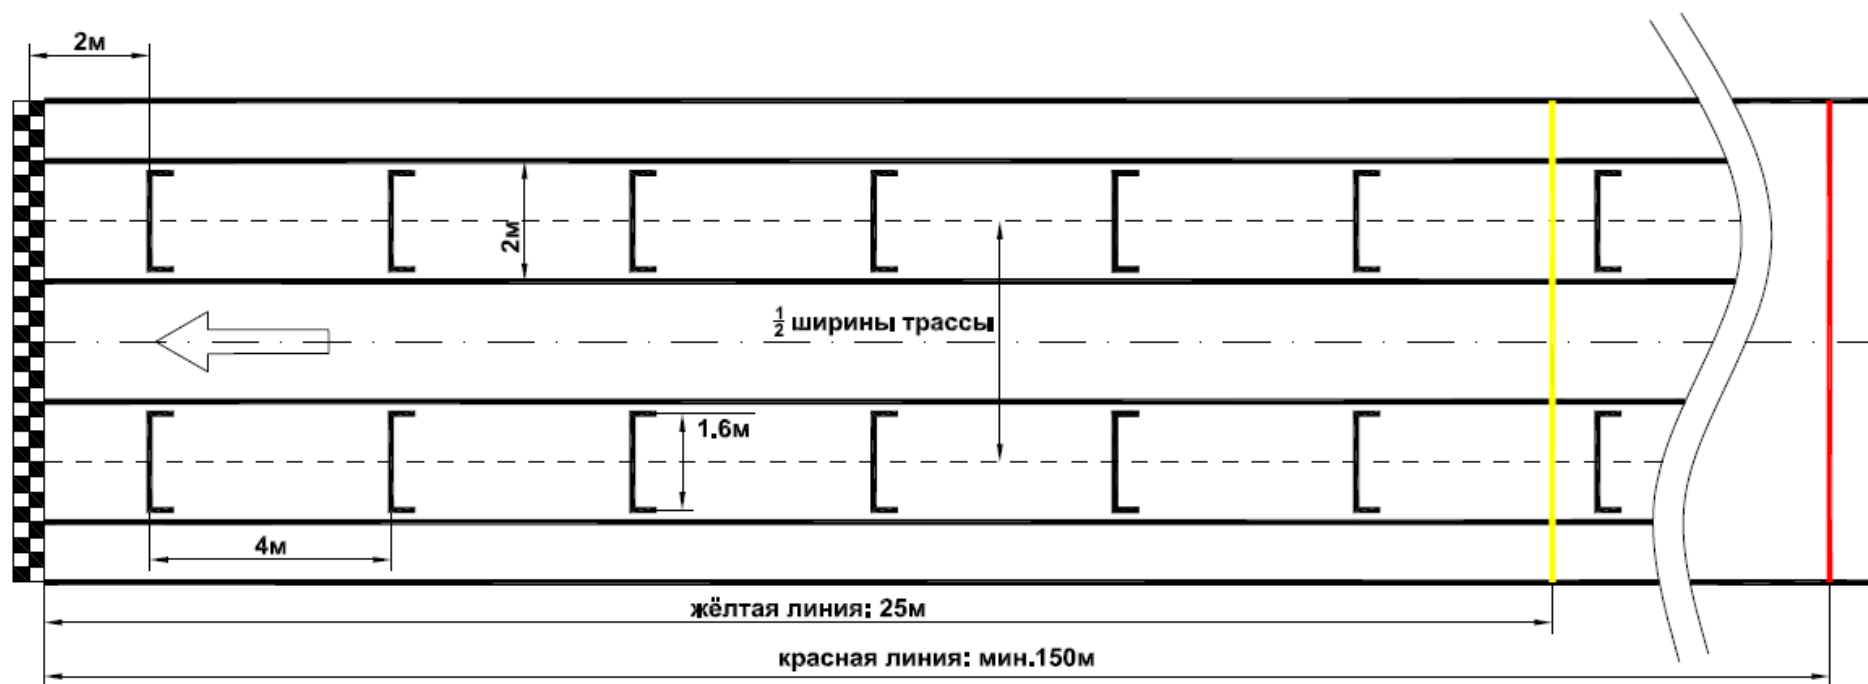 2м
2м
½ ширины трассы
1.6м
4м
жёлтая линия: 25м
красная линия: мин.150м